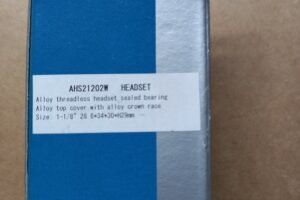 AHS21202W HEADSET
Alloy threadless headset, sealed bearing
Alloy top cover with alloy crown race
Size: 1-1/8" 28.6*34*30*H29mm